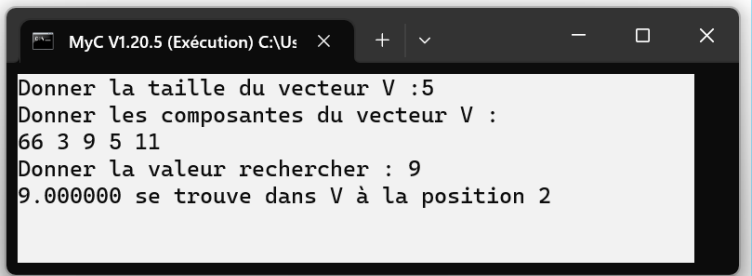 MyC V1.20.5 (Exécution) C:\Us
Donner la taille du vecteur V :5
Donner les composantes du vecteur V :
66 3 9 5 11
Donner la valeur rechercher : 9
9.000000 se trouve dans V à la position 2